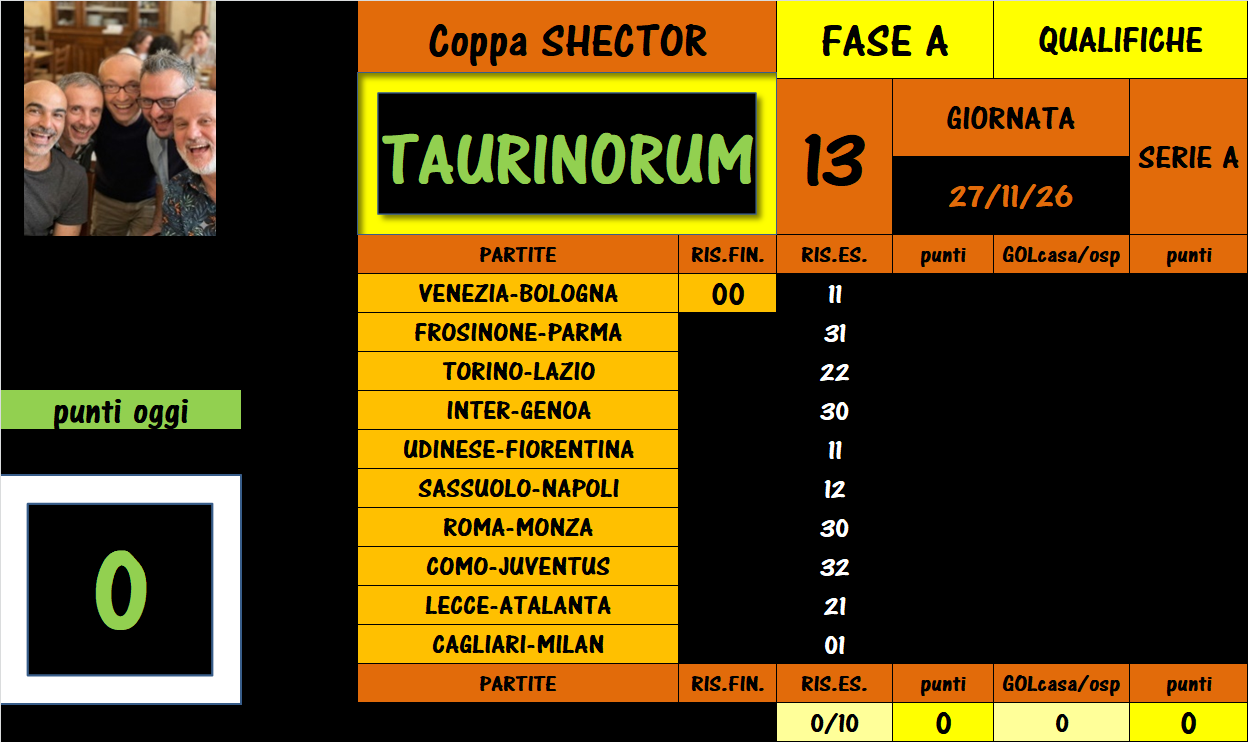 Coppa SHECTOR FASE A QUALIFICHE
TAURINORUM 13 GIORNATA SERIE A
27/11/26
PARTITE RIS.FIN. RIS.ES. punti GOLcasa/osp punti
VENEZIA-BOLOGNA 00 11
FROSINONE-PARMA 31
TORINO-LAZIO 22
INTER-GENOA 30
punti oggi
UDINESE-FIORENTINA 11
SASSUOLO-NAPOLI 12
ROMA-MONZA 30
COMO-JUVENTUS 32
0
LECCE-ATALANTA 21
CAGLIARI-MILAN 01
PARTITE RIS.FIN. RIS.ES. punti GOLcasa/osp punti
0/10 0 0 0